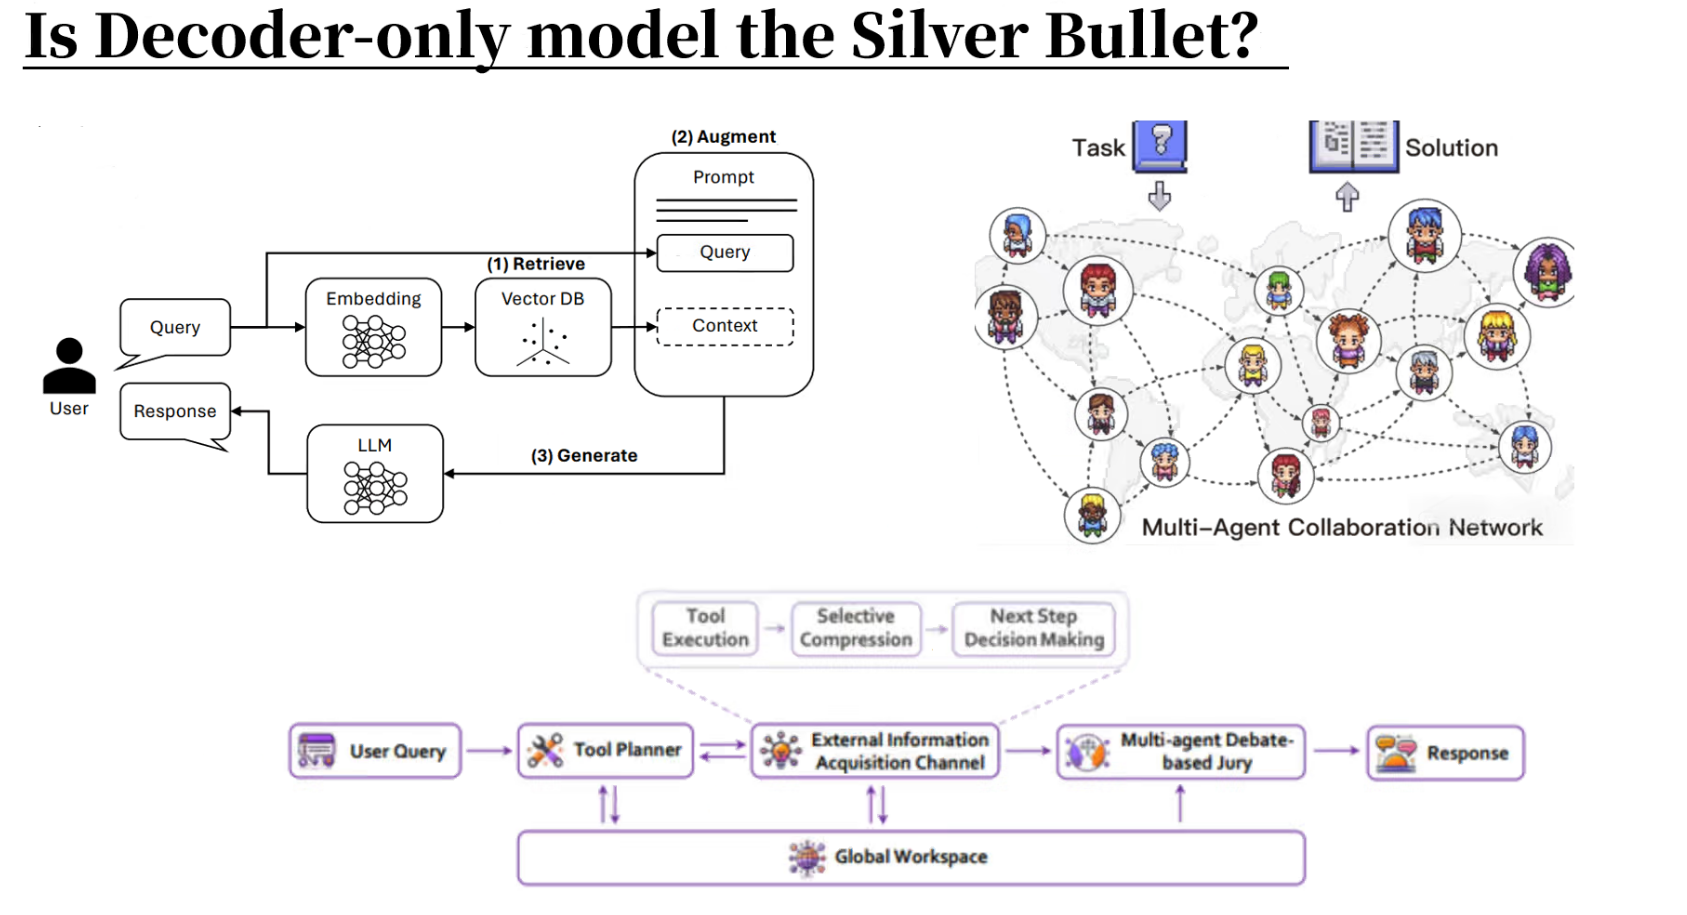 Is Decoder-only model the Silver Bullet?
(2) Augment
Prompt
Query
(1) Retrieve
Embedding
Vector DB
Context
Query
User
Response
LLM
(3) Generate
Task
?
Solution
Multi-Agent Collaboration Network
Tool
Execution
Selective
Compression
Next Step
Decision Making
User Query
Tool Planner
External Information
Acquisition Channel
Multi-agent Debate-
based Jury
Response
Global Workspace